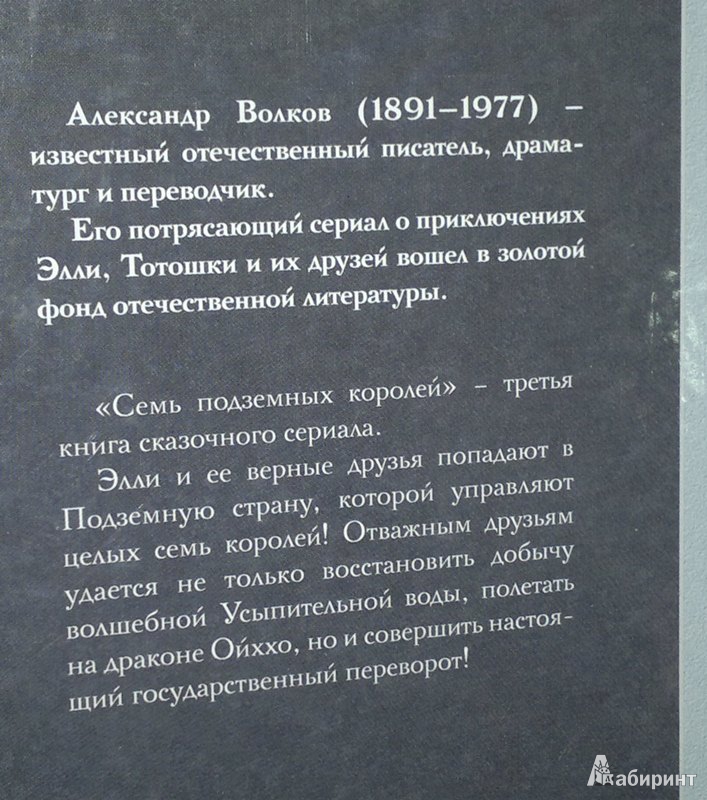 Александр Волков (1891–1977) –
известный отечественный писатель, драма-
тург и переводчик.
Его потрясающий сериал о приключениях
Элли, Тотошки и их друзей вошел в золотой
фонд отечественной литературы.
«Семь подземных королей» – третья
книга сказочного сериала.
Элли и ее верные друзья попадают в
Подземную страну, которой управляют
целых семь королей! Отважным друзьям
удается не только восстановить добычу
волшебной Усыпительной воды, полетать
на драконе Ойххо, но и совершить настоя-
щий государственный переворот!
Лабиринт